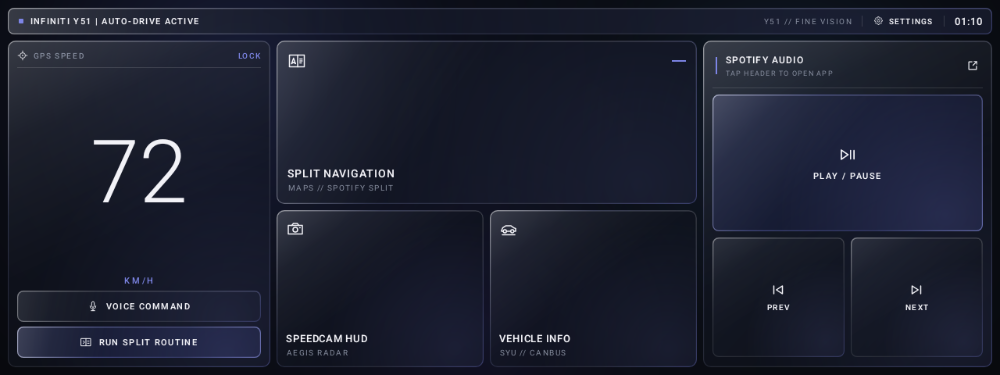 INFINITI Y51 | AUTO-DRIVE ACTIVE
Y51 // FINE VISION
SETTINGS
01:10
GPS SPEED
LOCK
72
KM/H
VOICE COMMAND
RUN SPLIT ROUTINE
SPLIT NAVIGATION
MAPS // SPOTIFY SPLIT
SPEEDCAM HUD
AEGIS RADAR
VEHICLE INFO
SYU // CANBUS
SPOTIFY AUDIO
TAP HEADER TO OPEN APP
PLAY / PAUSE
PREV
NEXT